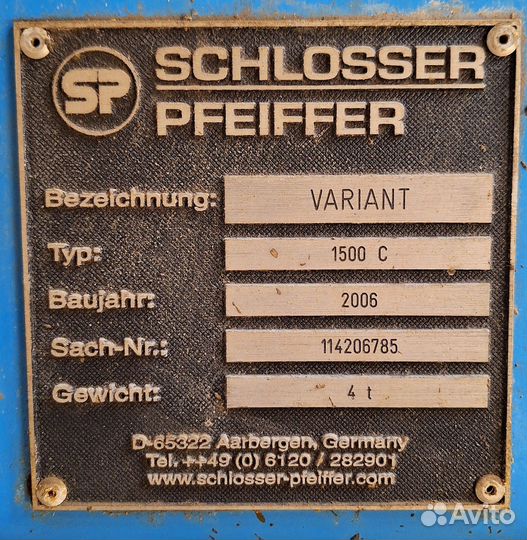 SP SCHLOSSER
PFEIFFER
Bezeichnung: VARIANT
Typ: 1500 C
Baujahr: 2006
Sach-Nr.: 114206785
Gewicht: 4 t
D-65322 Aarbergen, Germany
Tel. ++49 (0) 6120 / 282901
www.schlosser-pfeiffer.com
Avito